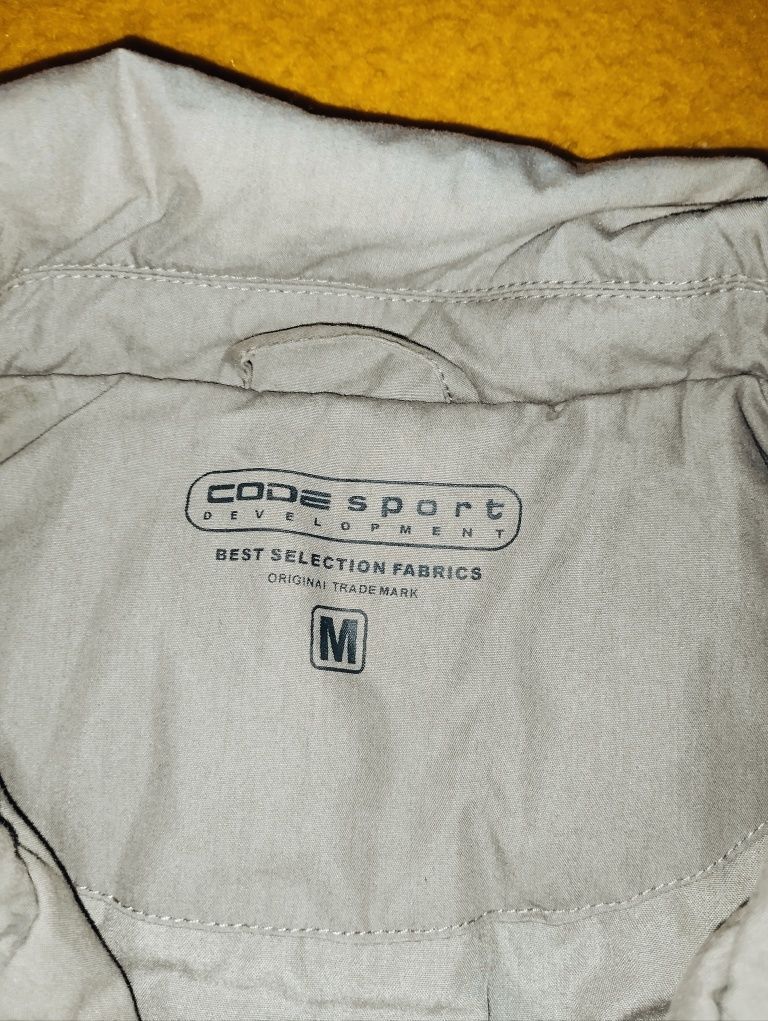 CODE sport
DEVELOPMENT
BEST SELECTION FABRICS
ORIGINAL TRADE MARK
M